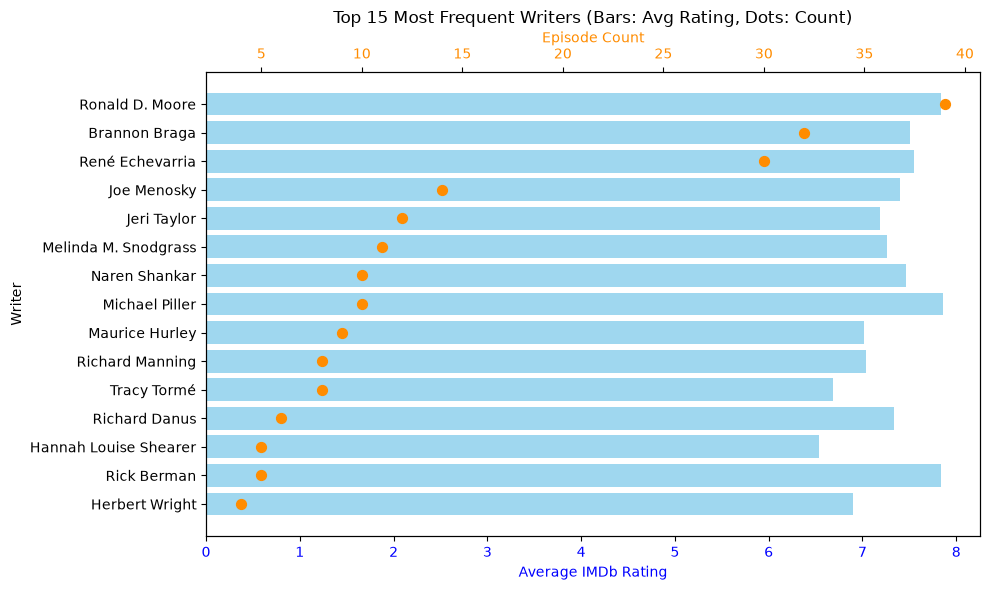 Top 15 Most Frequent Writers (Bars: Avg Rating, Dots: Count)
Episode Count
5 10 15 20 25 30 35 40
Writer
Ronald D. Moore
Brannon Braga
René Echevarria
Joe Menosky
Jeri Taylor
Melinda M. Snodgrass
Naren Shankar
Michael Piller
Maurice Hurley
Richard Manning
Tracy Tormé
Richard Danus
Hannah Louise Shearer
Rick Berman
Herbert Wright
0 1 2 3 4 5 6 7 8
Average IMDb Rating